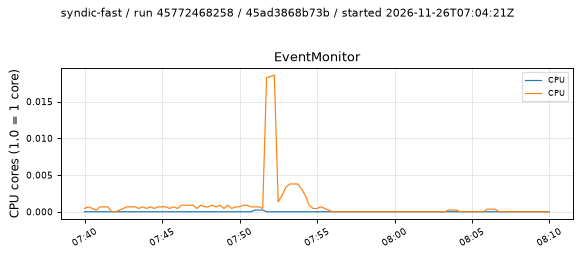 syndic-fast / run 45772468258 / 45ad3868b73b / started 2026-11-26T07:04:21Z
EventMonitor
CPU cores (1.0 = 1 core)
0.015
0.010
0.005
0.000
CPU
CPU
07:40
07:45
07:50
07:55
08:00
08:05
08:10